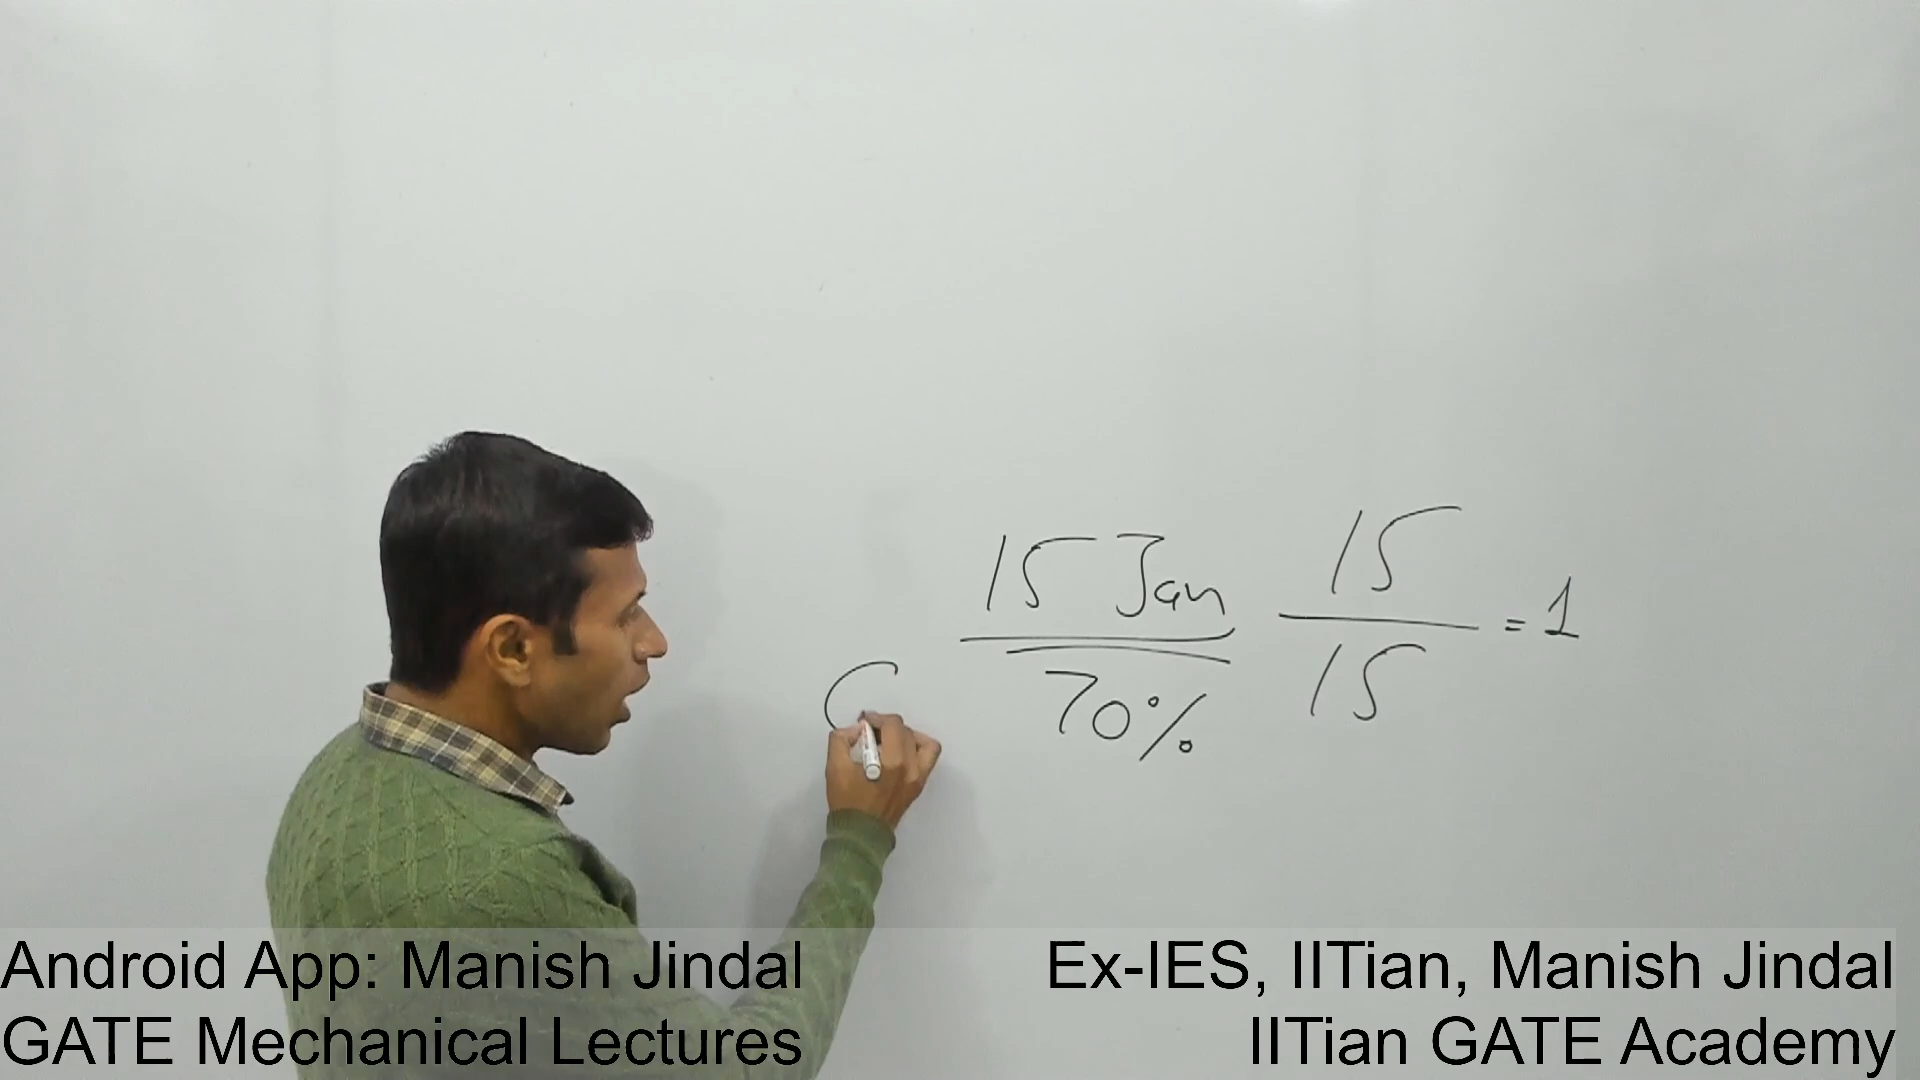 15 Jan
70%
15
15
= 1
C
Android App: Manish Jindal
GATE Mechanical Lectures
Ex-IES, IITian, Manish Jindal
IITian GATE Academy